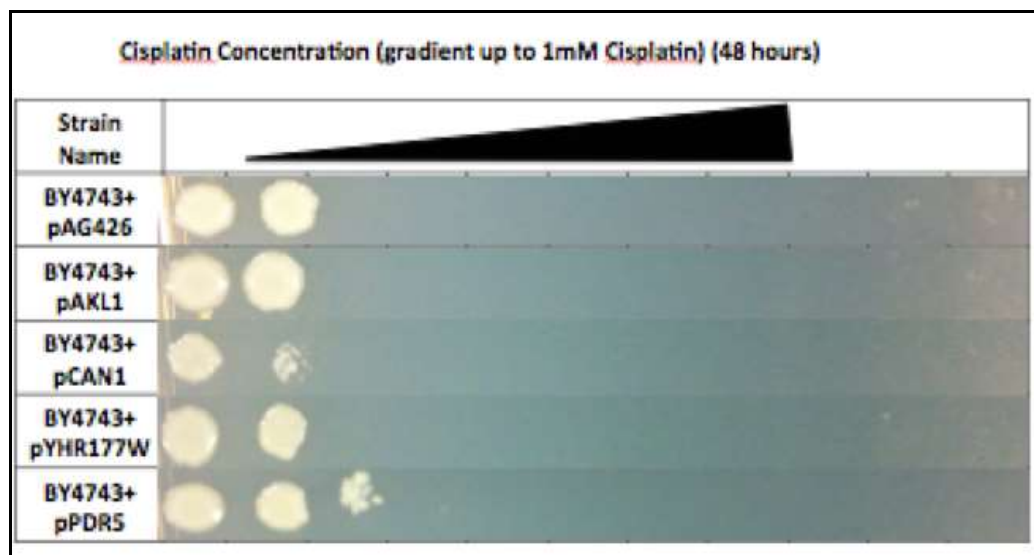 Cisplatin Concentration (gradient up to 1mM Cisplatin) (48 hours)
Strain
Name
BY4743+
pAG426
BY4743+
pAKL1
BY4743+
pCAN1
BY4743+
pYHR177W
BY4743+
pPDR5